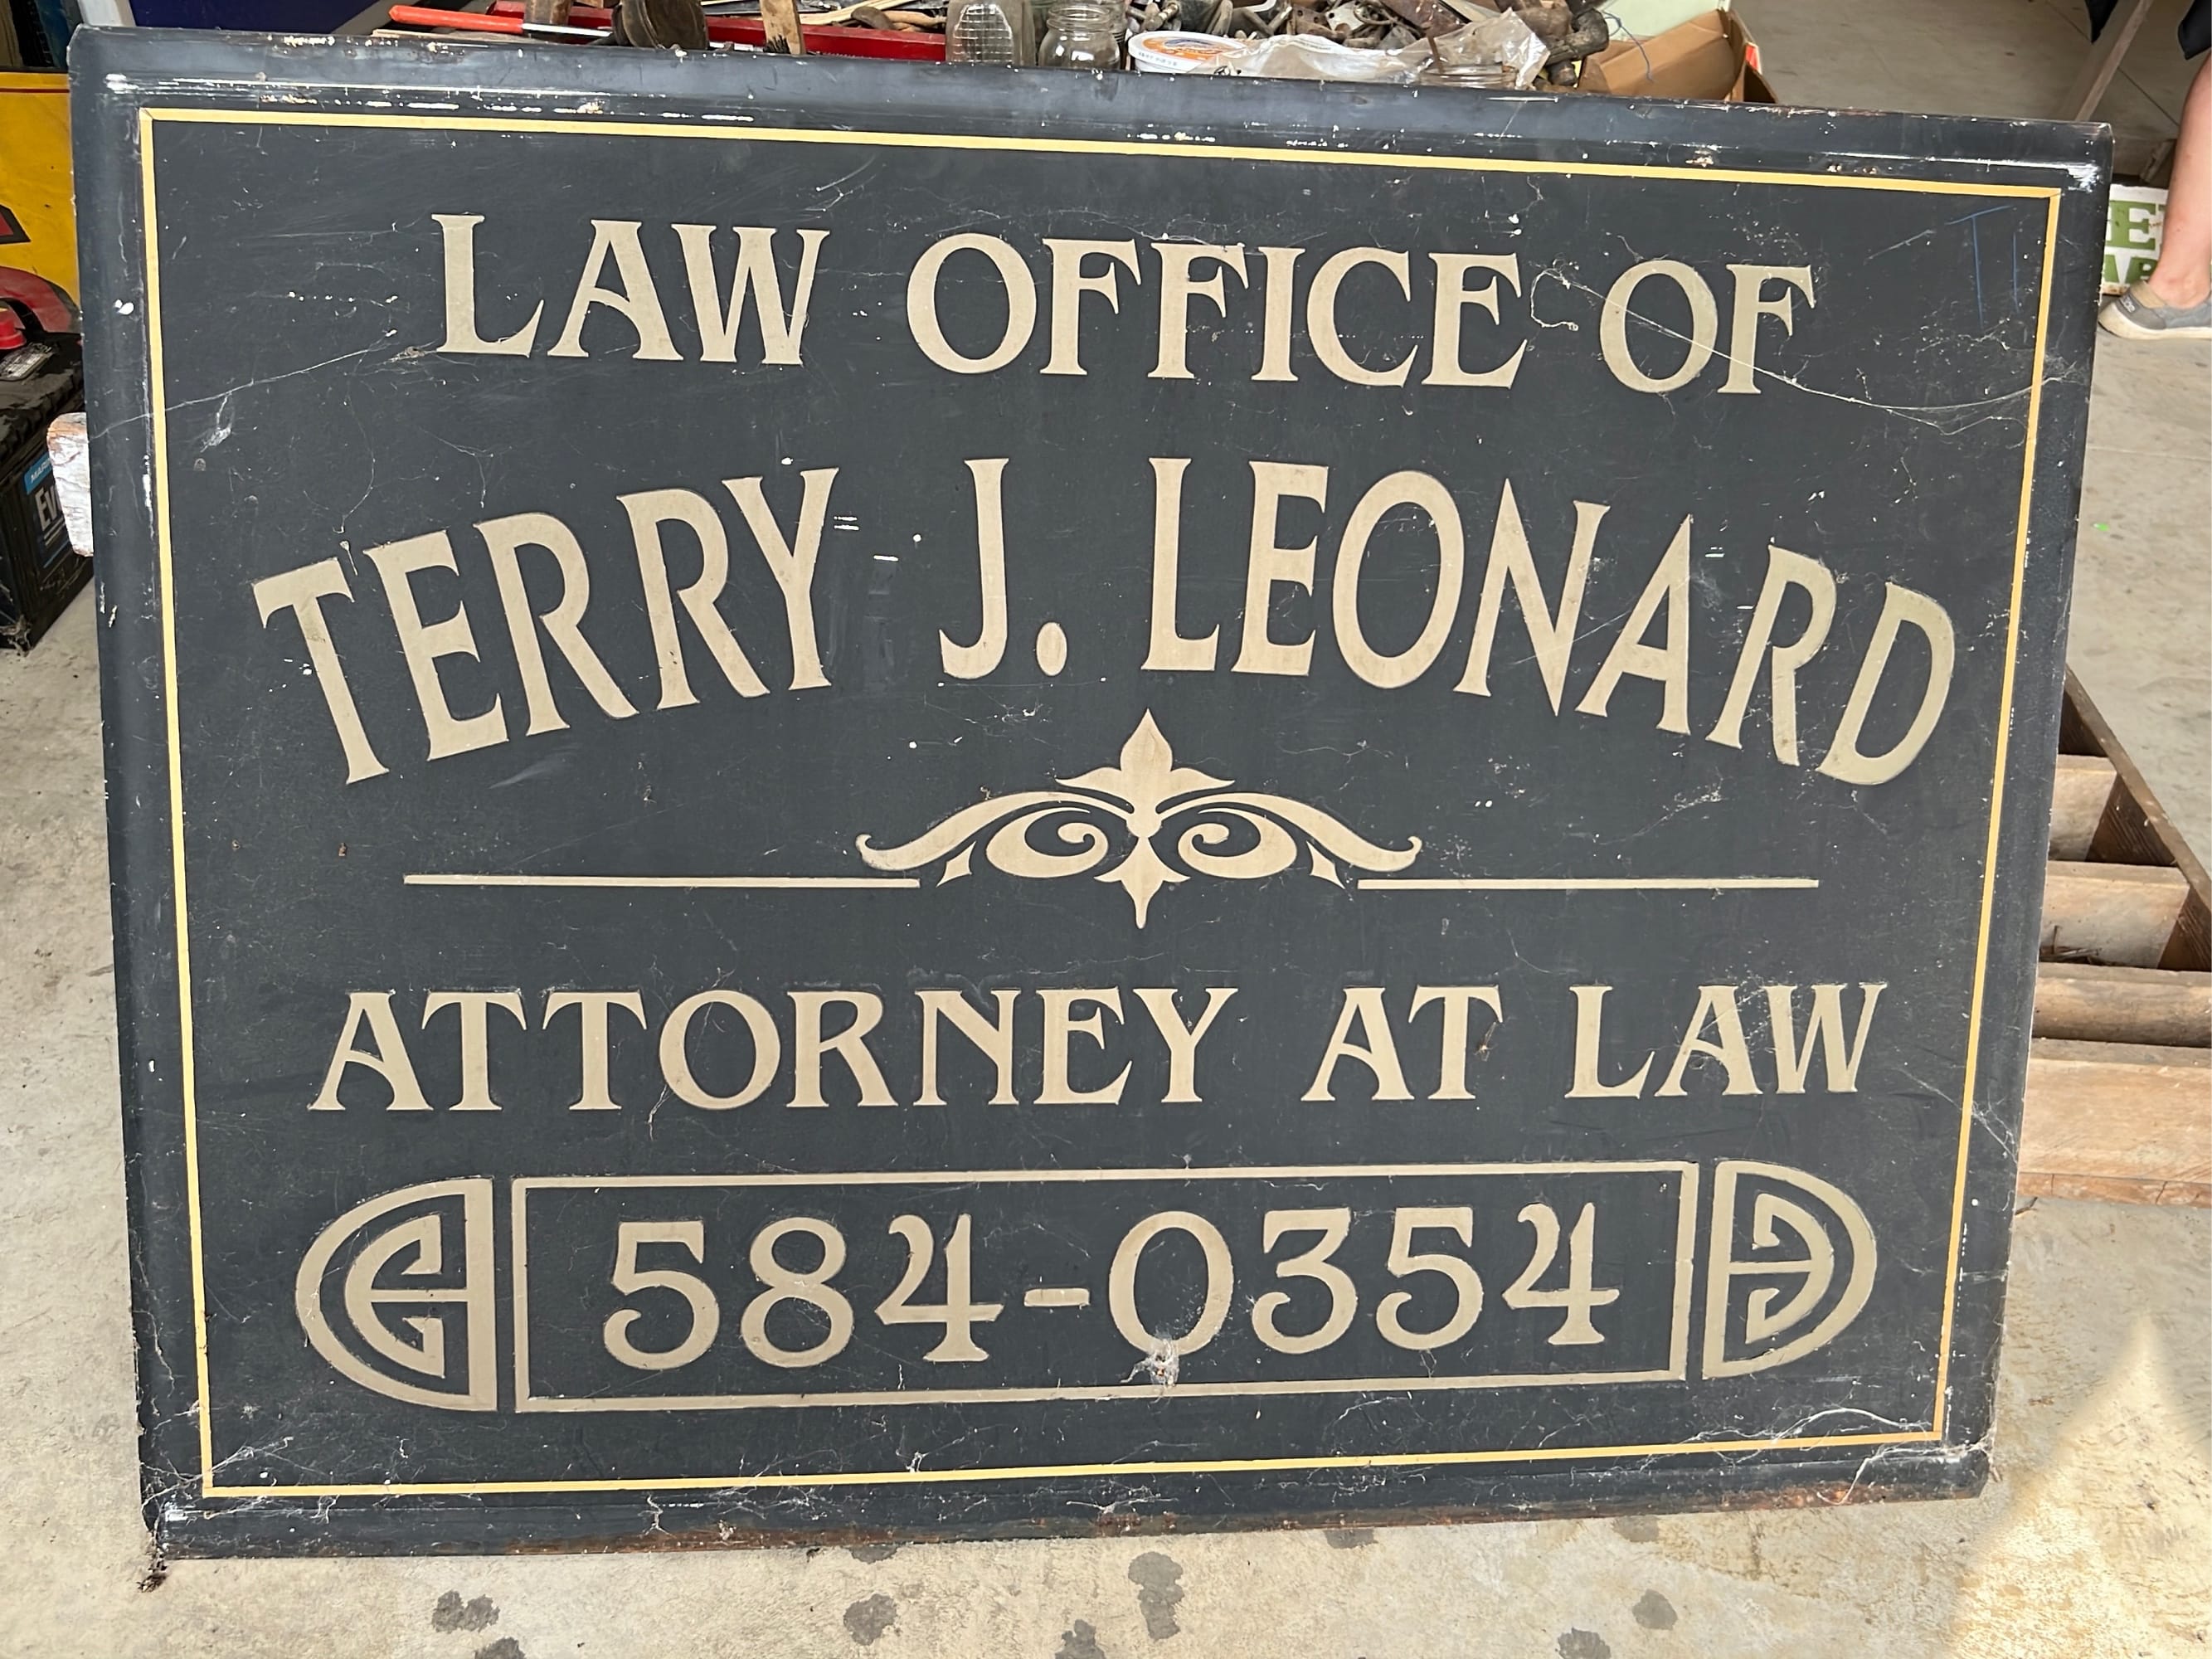 LAW OFFICE OF
TERRY J. LEONARD
ATTORNEY AT LAW
584-0354